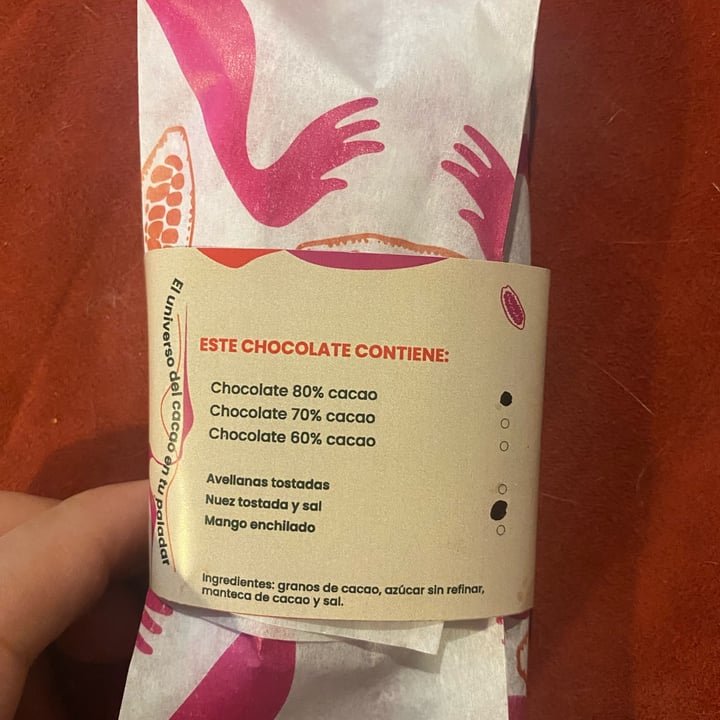 El universo del cacao en tu paladar
ESTE CHOCOLATE CONTIENE:
Chocolate 80% cacao
Chocolate 70% cacao
Chocolate 60% cacao
Avellanas tostadas
Nuez tostada y sal
Mango enchilado
Ingredientes: granos de cacao, azúcar sin refinar,
manteca de cacao y sal.